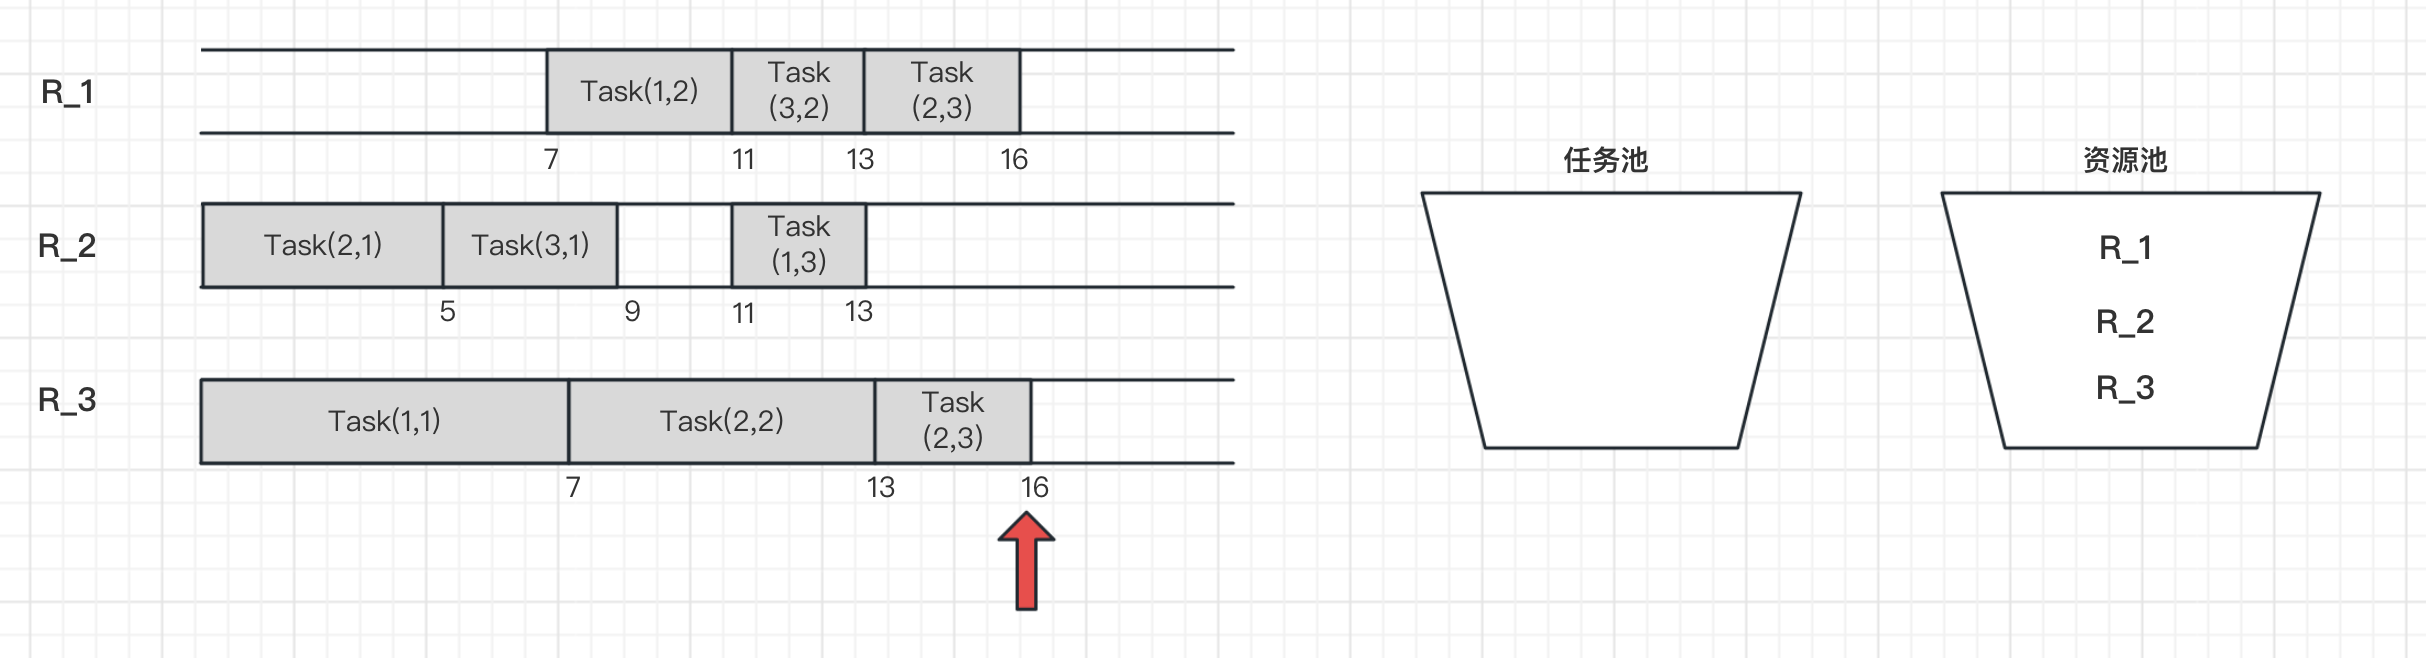 R_1
Task(1,2)
Task
(3,2)
Task
(2,3)
7
11
13
16
R_2
Task(2,1)
Task(3,1)
Task
(1,3)
5
9
11
13
R_3
Task(1,1)
Task(2,2)
Task
(2,3)
7
13
16
任务池
资源池
R_1
R_2
R_3